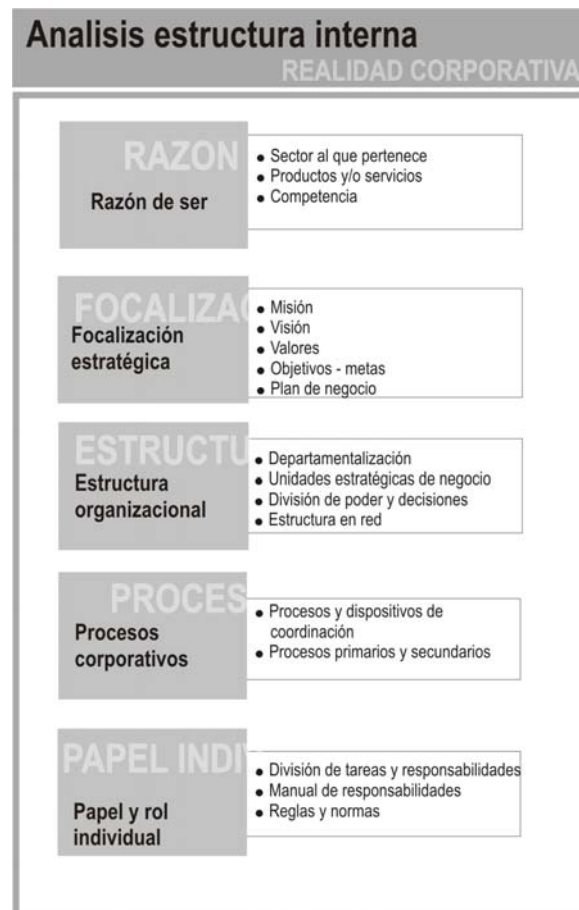 Analisis estructura interna
REALIDAD CORPORATIVA
RAZON
Razón de ser
● Sector al que pertenece
● Productos y/o servicios
● Competencia
FOCALIZAC
Focalización
estratégica
● Misión
● Visión
● Valores
● Objetivos - metas
● Plan de negocio
ESTRUCTU
Estructura
organizacional
● Departamentalización
● Unidades estratégicas de negocio
● División de poder y decisiones
● Estructura en red
PROCES
Procesos
corporativos
● Procesos y dispositivos de
coordinación
● Procesos primarios y secundarios
PAPEL INDIV
Papel y rol
individual
● División de tareas y responsabilidades
● Manual de responsabilidades
● Reglas y normas